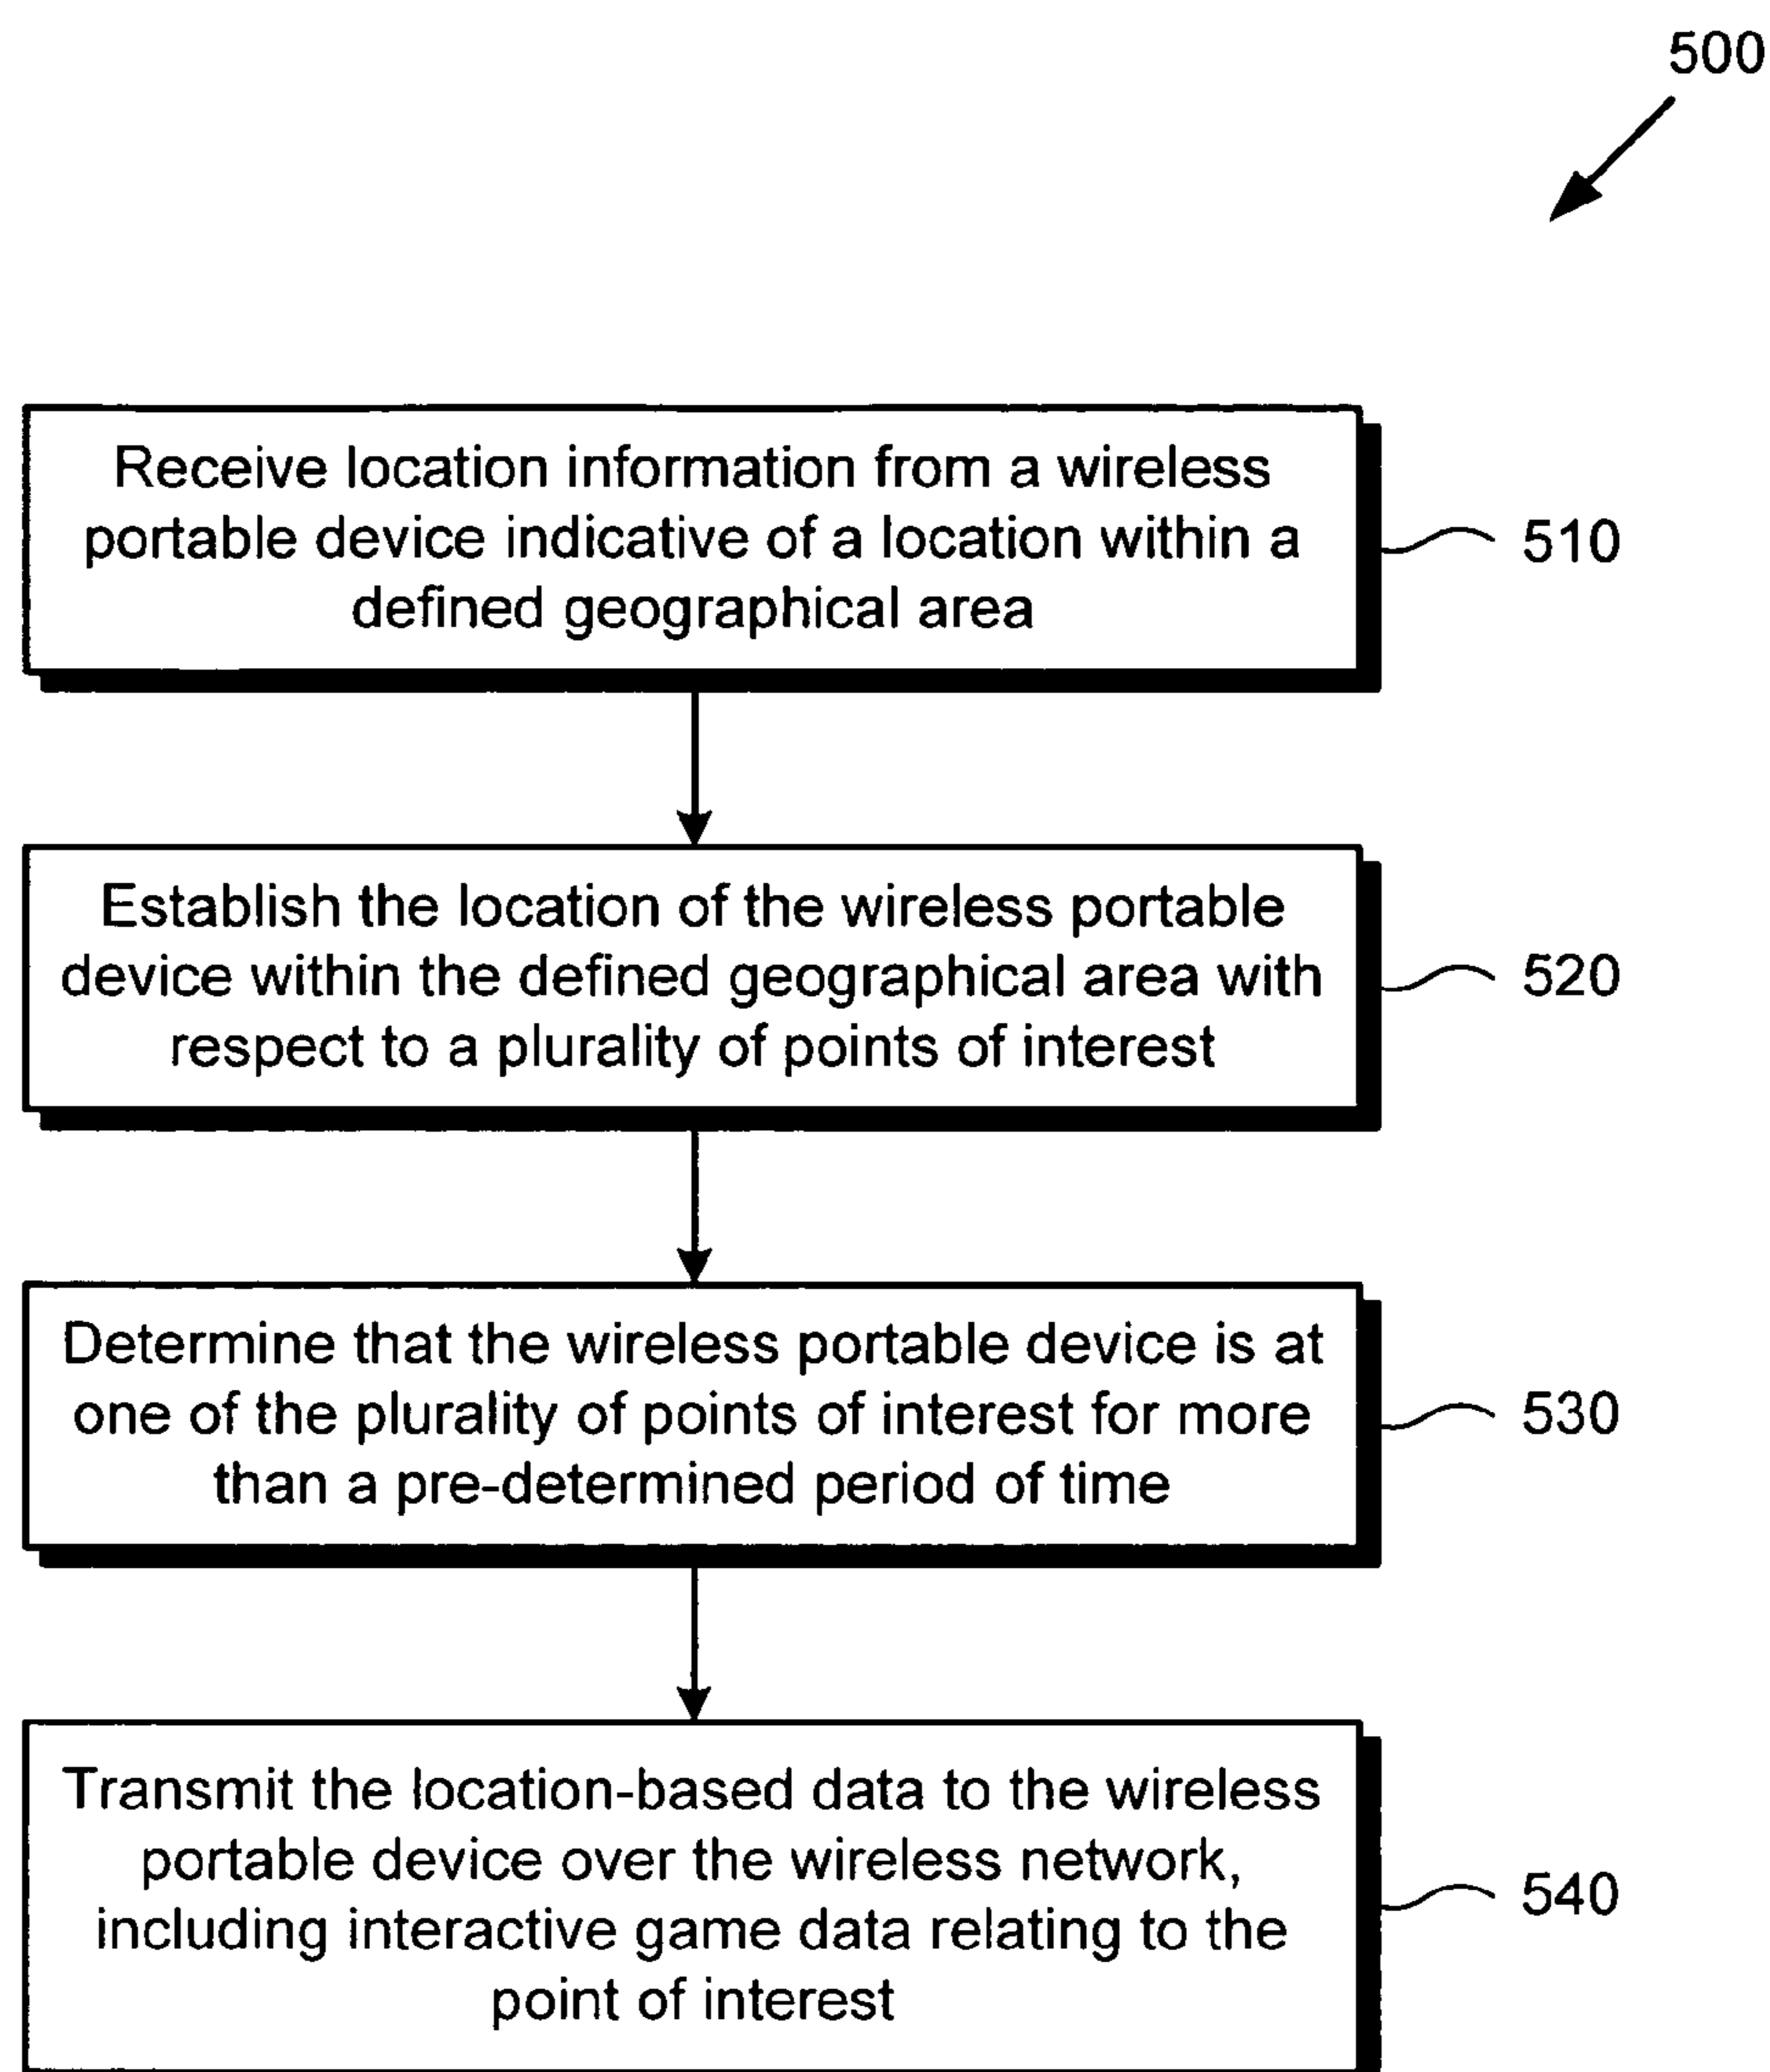 500
Receive location information from a wireless
portable device indicative of a location within a
defined geographical area
510
Establish the location of the wireless portable
device within the defined geographical area with
respect to a plurality of points of interest
520
Determine that the wireless portable device is at
one of the plurality of points of interest for more
than a pre-determined period of time
530
Transmit the location-based data to the wireless
portable device over the wireless network,
including interactive game data relating to the
point of interest
540